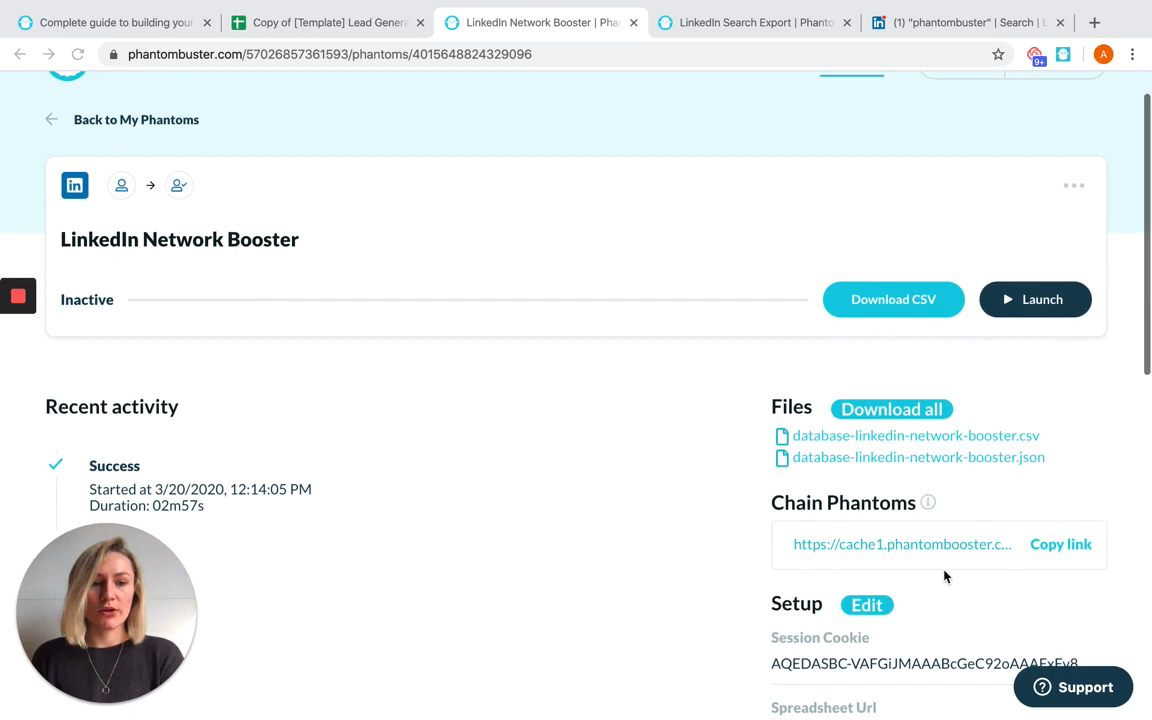 Complete guide to building your
Copy of [Template] Lead Genera
LinkedIn Network Booster | Phan
LinkedIn Search Export | Phanto
(1) "phantombuster" | Search | L
phantombuster.com/57026857361593/phantoms/4015648824329096
9+
A
Back to My Phantoms
in
LinkedIn Network Booster
Inactive
Download CSV
Launch
Recent activity
Files
Download all
database-linkedin-network-booster.csv
database-linkedin-network-booster.json
Success
Started at 3/20/2020, 12:14:05 PM
Duration: 02m57s
Chain Phantoms
https://cache1.phantombooster.c...
Copy link
Setup
Edit
Session Cookie
Support
Spreadsheet Url